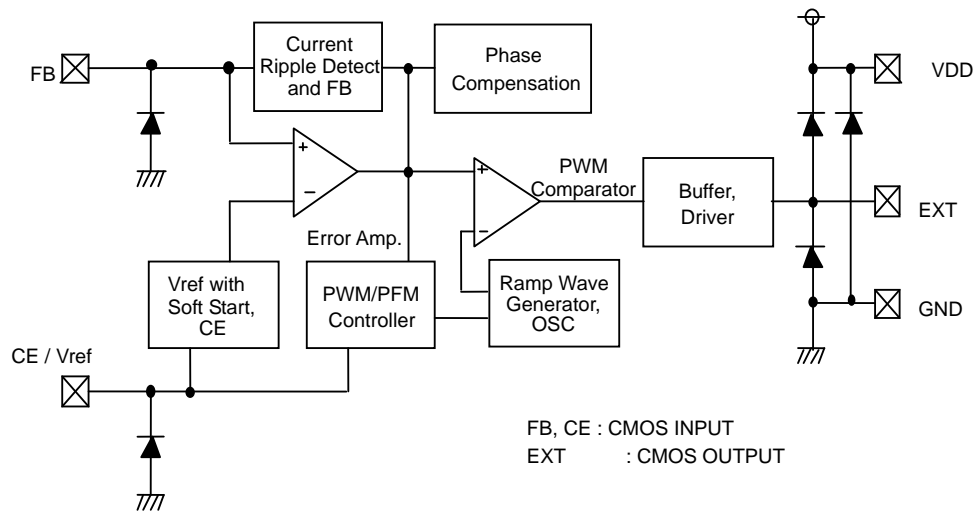 FB
Current
Ripple Detect
and FB
Phase
Compensation
VDD
+
−
Error Amp.
+
−
PWM
Comparator
Buffer,
Driver
EXT
Vref with
Soft Start,
CE
PWM/PFM
Controller
Ramp Wave
Generator,
OSC
GND
CE / Vref
FB, CE : CMOS INPUT
EXT : CMOS OUTPUT